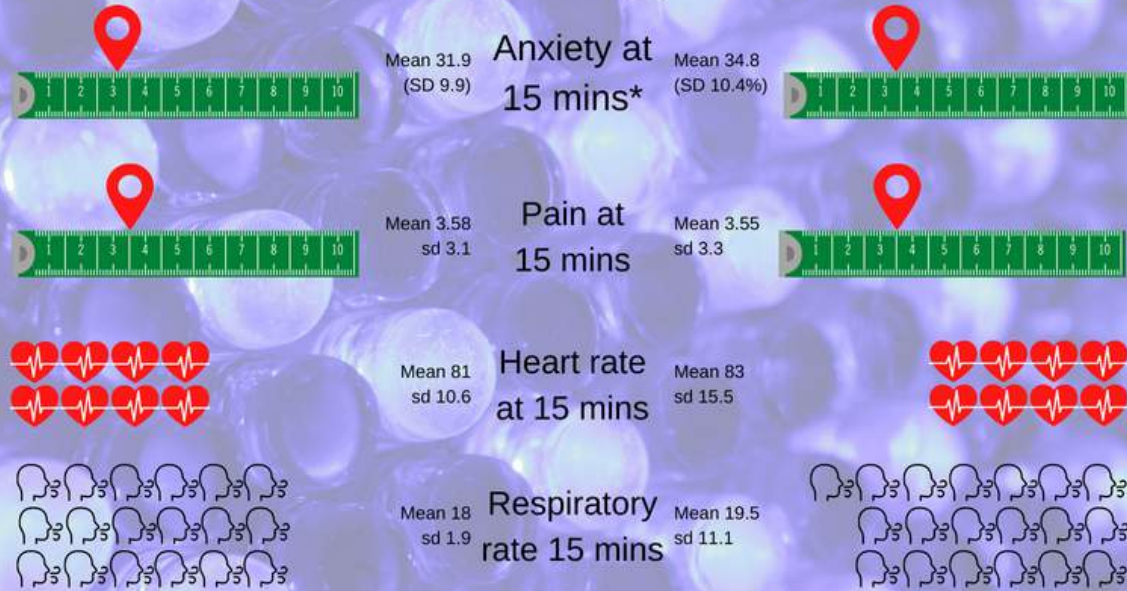 Mean 31.9
(SD 9.9)
Anxiety at
15 mins*
Mean 34.8
(SD 10.4%)
1 2 3 4 5 6 7 8 9 10
1 2 3 4 5 6 7 8 9 10
Mean 3.58
sd 3.1
Pain at
15 mins
Mean 3.55
sd 3.3
1 2 3 4 5 6 7 8 9 10
1 2 3 4 5 6 7 8 9 10
Mean 81
sd 10.6
Heart rate
at 15 mins
Mean 83
sd 15.5
Mean 18
sd 1.9
Respiratory
rate 15 mins
Mean 19.5
sd 11.1